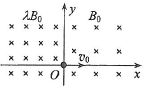 λB₀ y B₀
O v₀ x